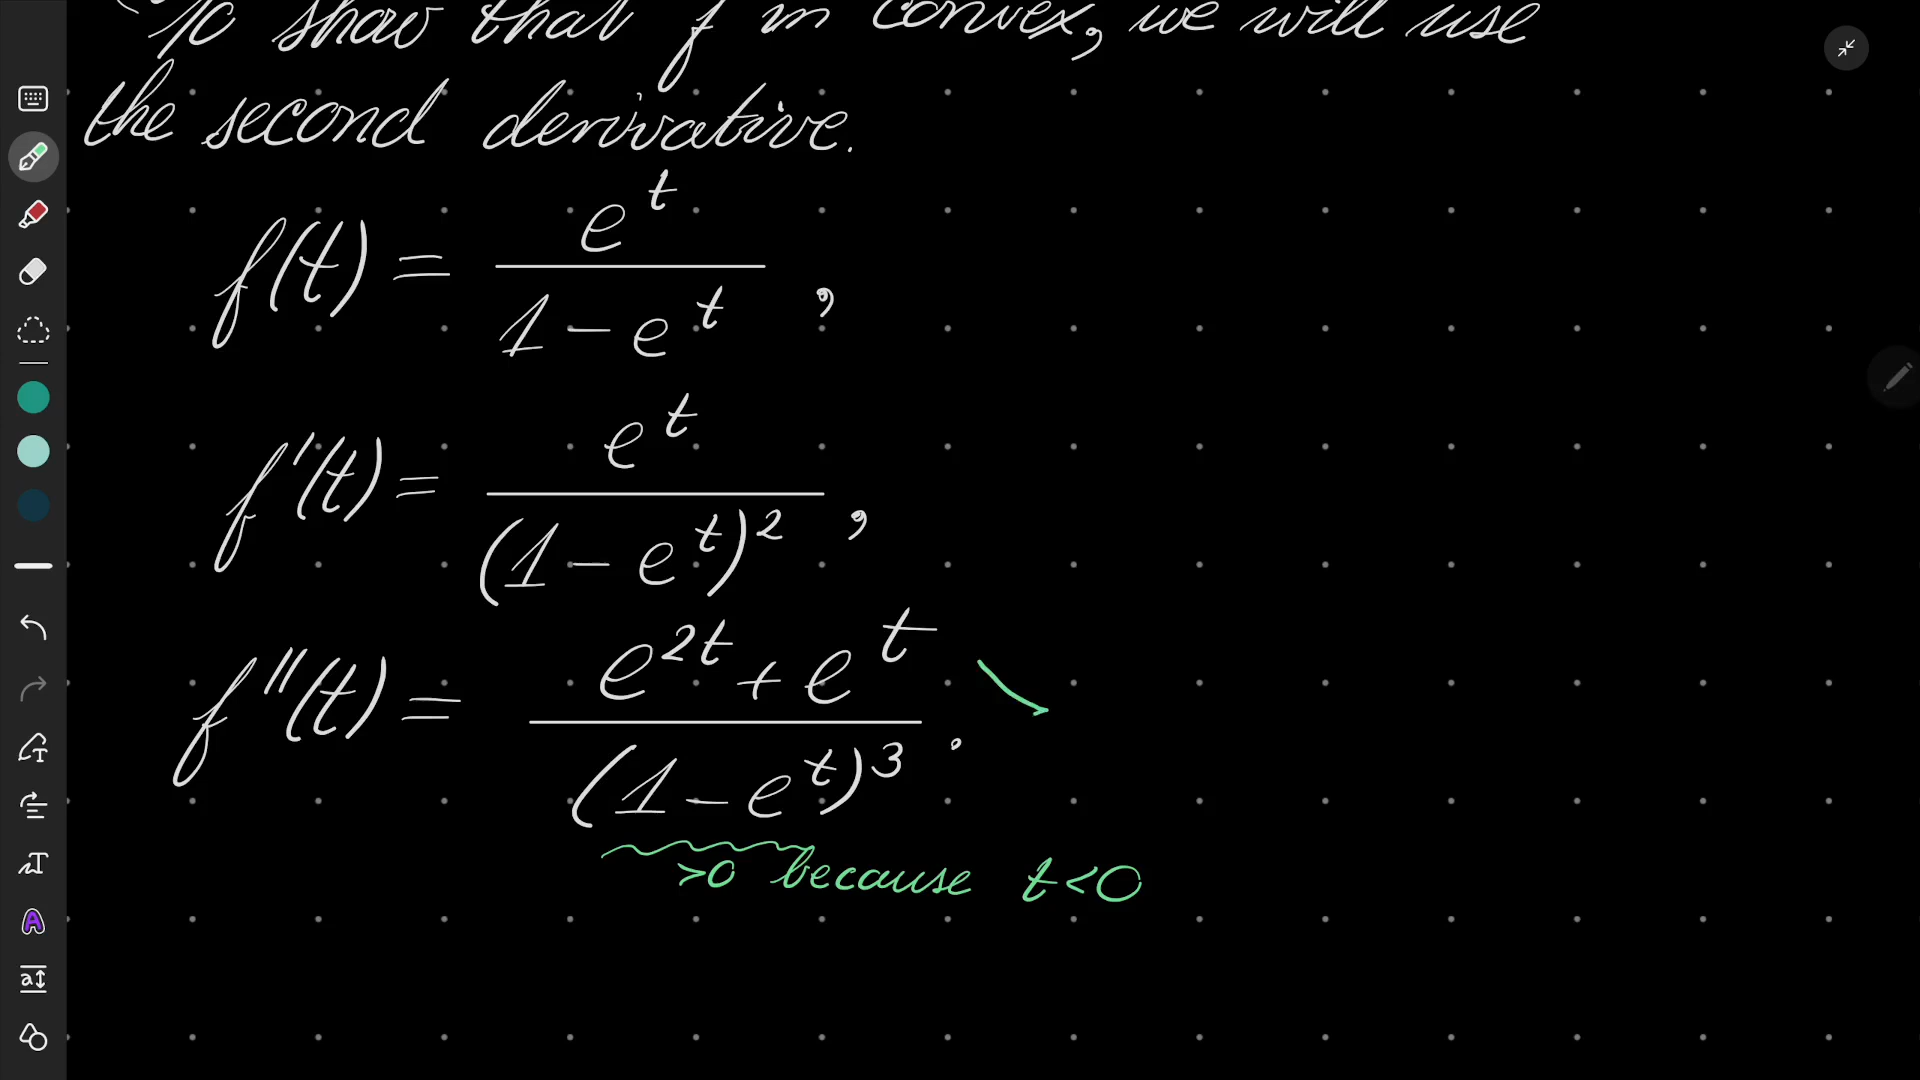 To show that f in convex, we will use
the second derivative.
f(t) = e^t / (1 - e^t) ,
f'(t) = e^t / (1 - e^t)^2 ,
f''(t) = (e^{2t} + e^t) / (1 - e^t)^3 .
>0 because t<0